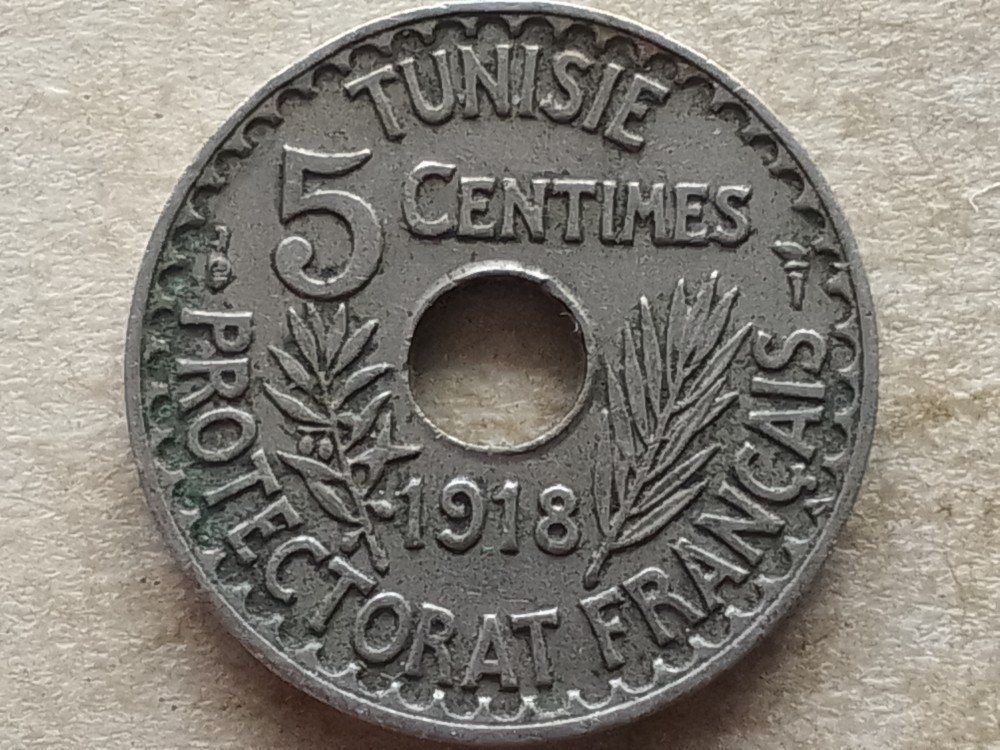 TUNISIE
5 CENTIMES
1918
PROTECTORAT FRANÇAIS